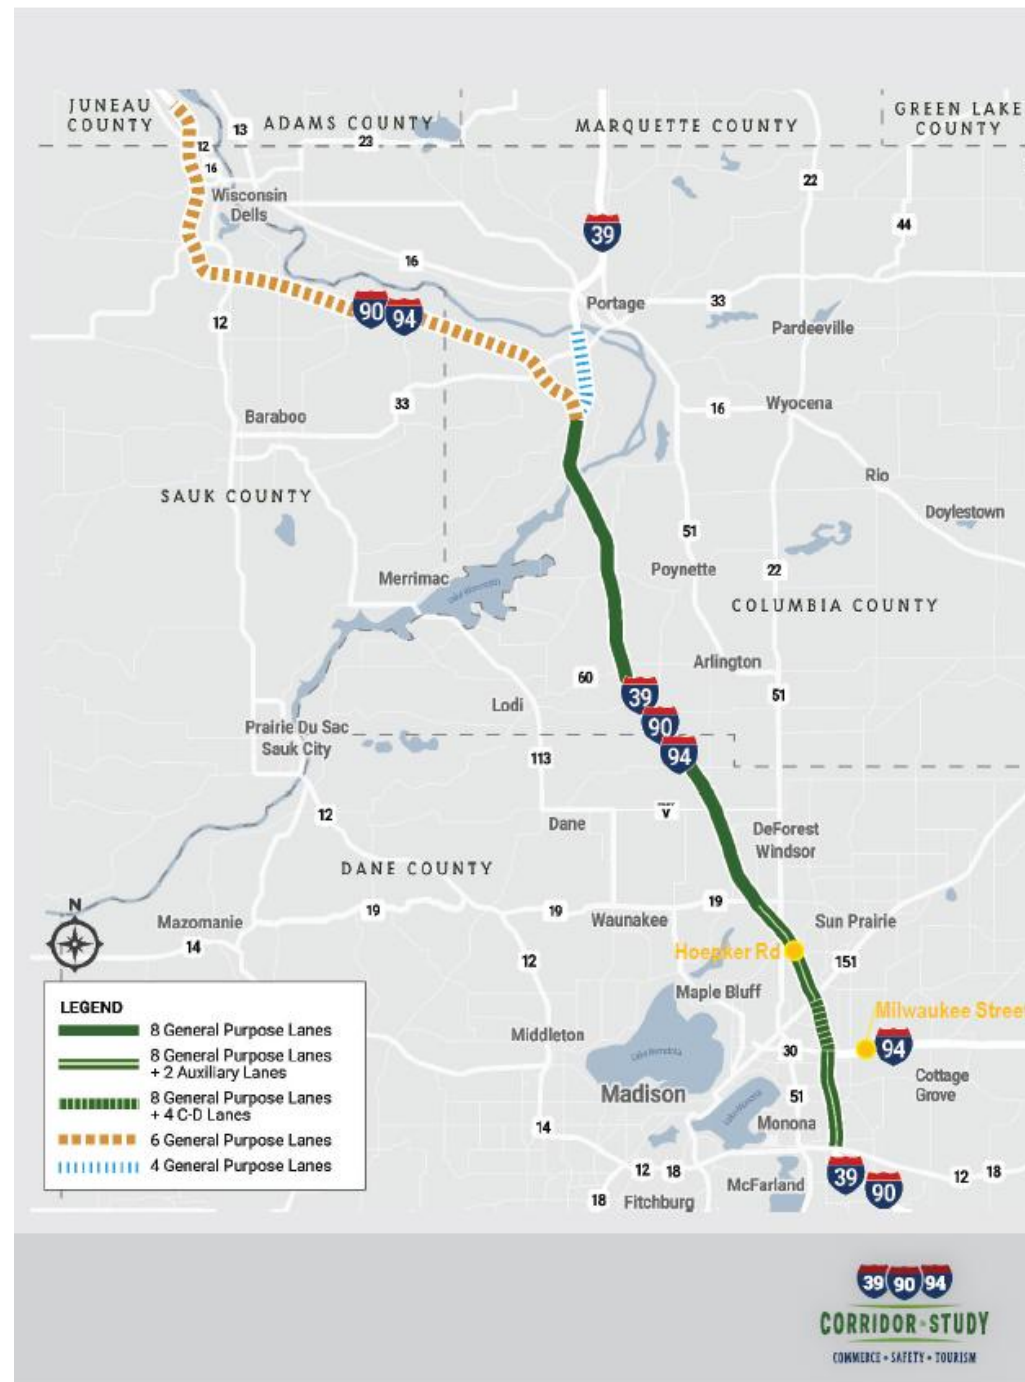 JUNEAU
COUNTY
ADAMS COUNTY
MARQUETTE COUNTY
GREEN LAKE
COUNTY
13
23
12
16
22
Wisconsin
Dells
39
44
16
90
94
Portage
33
12
Pardeeville
33
16
Wyocena
Baraboo
SAUK COUNTY
Rio
Doylestown
51
Merrimac
Poynette
22
COLUMBIA COUNTY
Arlington
60
39
51
Lodi
90
Prairie Du Sac
Sauk City
94
113
12
V
Dane
DeForest
Windsor
DANE COUNTY
N
Mazomanie
19
19
Waunakee
19
Sun Prairie
14
12
Hoepker Rd
151
Maple Bluff
Milwaukee Street
Middleton
Lake Mendota
30
94
Cottage
Grove
Madison
51
Lake Monona
Monona
14
12
18
McFarland
39
90
12
18
18
Fitchburg
LEGEND
8 General Purpose Lanes
8 General Purpose Lanes
+ 2 Auxiliary Lanes
8 General Purpose Lanes
+ 4 C-D Lanes
6 General Purpose Lanes
4 General Purpose Lanes
39 90 94
CORRIDOR STUDY
COMMERCE • SAFETY • TOURISM